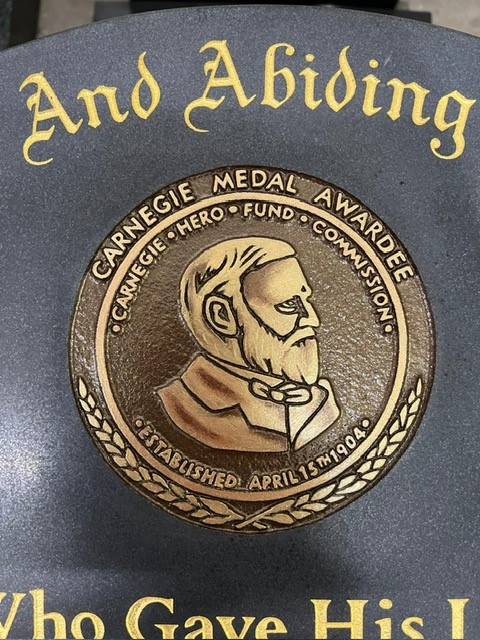 And Abiding
CARNEGIE MEDAL AWARDEE
•CARNEGIE•HERO•FUND•COMMISSION•
•ESTABLISHED APRIL 15TH 1904•
Who Gave His